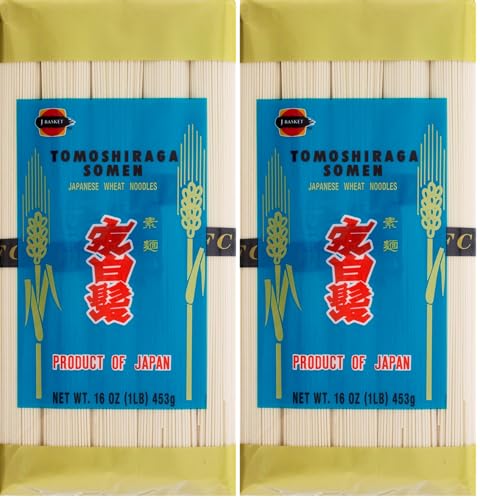 J-BASKET
TOMOSHIRAGA
SOMEN
JAPANESE WHEAT NOODLES
素麺
友白髪
FC
PRODUCT OF JAPAN
NET WT. 16 OZ (1LB) 453g
J-BASKET
TOMOSHIRAGA
SOMEN
JAPANESE WHEAT NOODLES
素麺
友白髪
FC
PRODUCT OF JAPAN
NET WT. 16 OZ (1LB) 453g